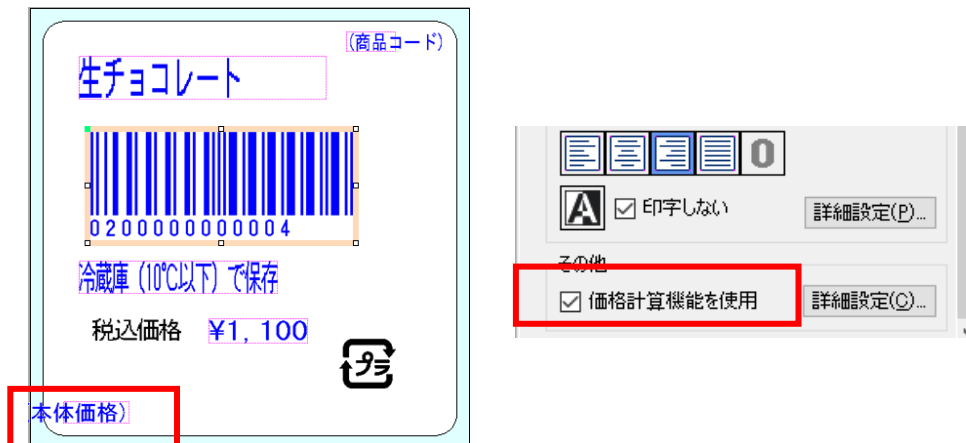 (商品コード)
生チョコレート
0200000000004
冷蔵庫（10℃以下）で保存
税込価格 ¥1,100
プラ
本体価格)
0
A 印字しない 詳細設定(P)...
その他
価格計算機能を使用 詳細設定(C)...